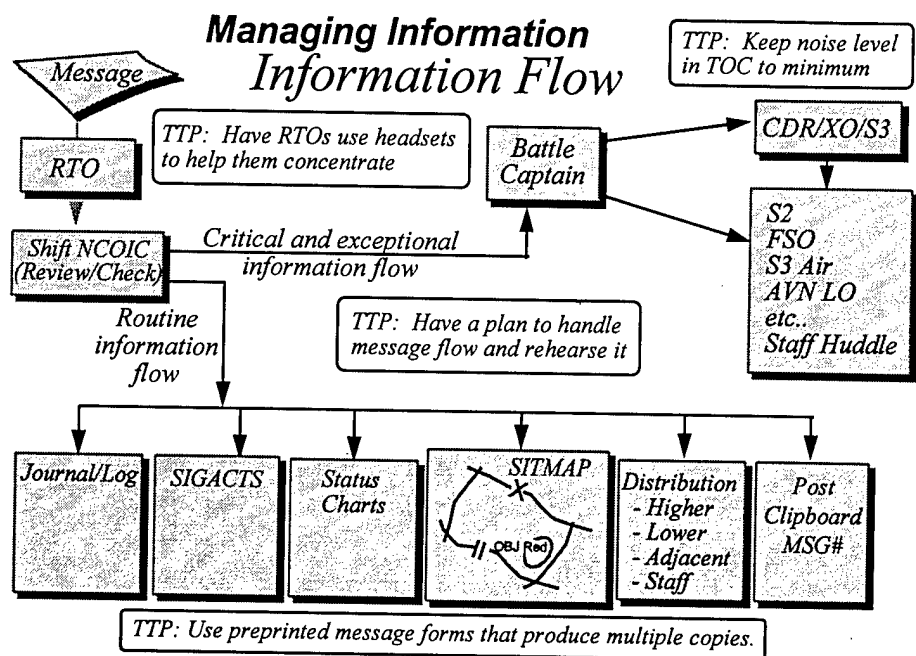 Managing Information
Information Flow
TTP: Keep noise level
in TOC to minimum
Message
TTP: Have RTOs use headsets
to help them concentrate
RTO
Battle
Captain
CDR/XO/S3
Shift NCOIC
(Review/Check)
Critical and exceptional
information flow
S2
FSO
S3 Air
AVN LO
etc..
Staff Huddle
Routine
information
flow
TTP: Have a plan to handle
message flow and rehearse it
Journal/Log
SIGACTS
Status
Charts
SITMAP
OBJ Red
Distribution
- Higher
- Lower
- Adjacent
- Staff
Post
Clipboard
MSG#
TTP: Use preprinted message forms that produce multiple copies.